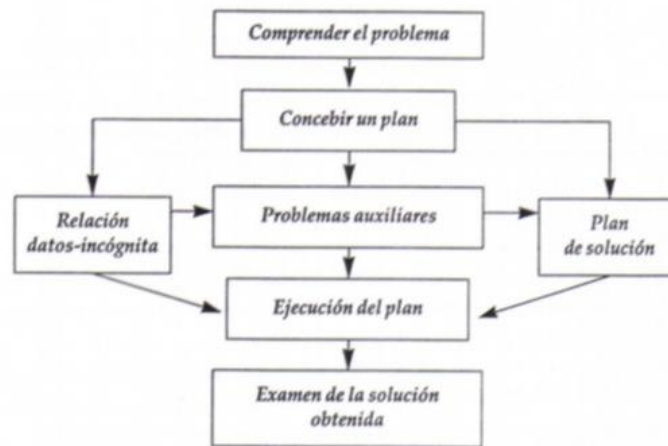 Comprender el problema
Concebir un plan
Relación
datos-incógnita
Problemas auxiliares
Plan
de solución
Ejecución del plan
Examen de la solución
obtenida